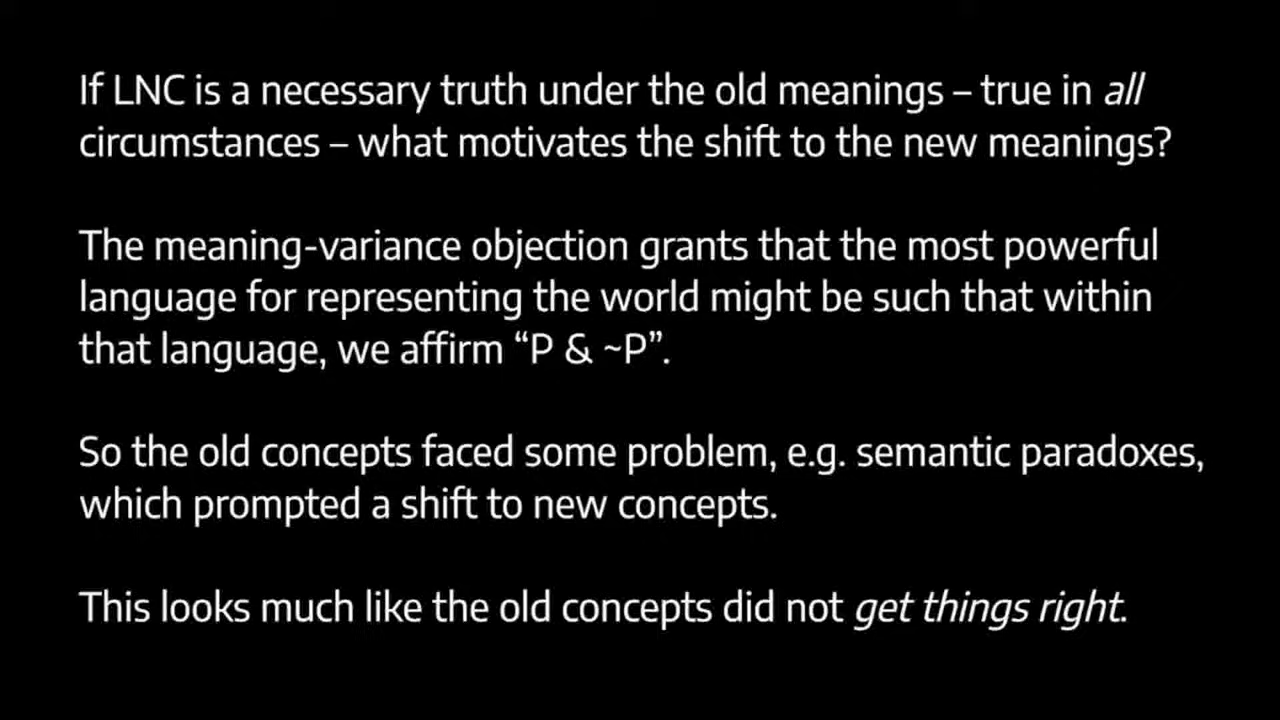 If LNC is a necessary truth under the old meanings – true in all
circumstances – what motivates the shift to the new meanings?
The meaning-variance objection grants that the most powerful
language for representing the world might be such that within
that language, we affirm “P & ~P”.
So the old concepts faced some problem, e.g. semantic paradoxes,
which prompted a shift to new concepts.
This looks much like the old concepts did not get things right.